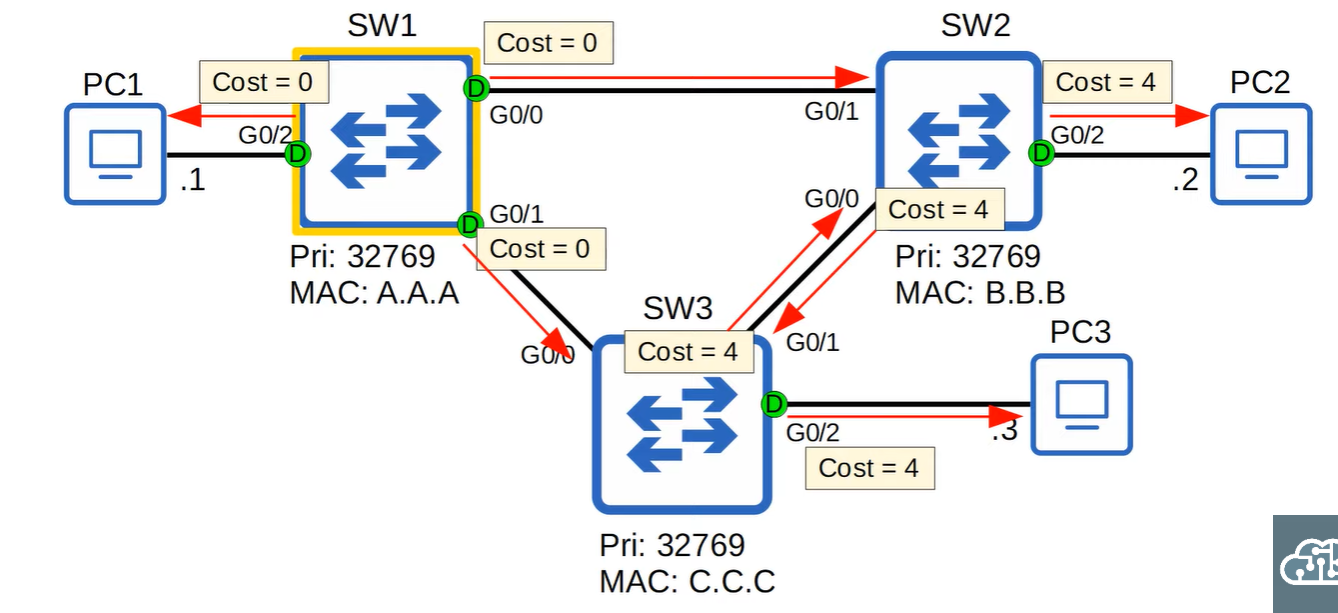 SW1
SW2
Cost = 0
PC1
Cost = 0
Cost = 4
PC2
G0/0
G0/1
G0/2
D
D
D
G0/2
.1
.2
G0/0
Cost = 4
D
G0/1
Cost = 0
Pri: 32769
MAC: A.A.A
Pri: 32769
MAC: B.B.B
SW3
PC3
G0/0
Cost = 4
G0/1
D
G0/2
.3
Cost = 4
Pri: 32769
MAC: C.C.C